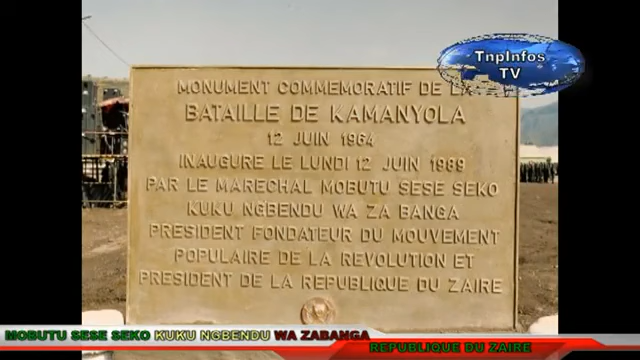 TnpInfos
TV
MONUMENT COMMEMORATIF DE LA
BATAILLE DE KAMANYOLA
12 JUIN 1964
INAUGURE LE LUNDI 12 JUIN 1989
PAR LE MARECHAL MOBUTU SESE SEKO
KUKU NGBENDU WA ZA BANGA
PRESIDENT FONDATEUR DU MOUVEMENT
POPULAIRE DE LA REVOLUTION ET
PRESIDENT DE LA REPUBLIQUE DU ZAIRE
MOBUTU SESE SEKO KUKU NGBENDU WA ZABANGA
REPUBLIQUE DU ZAIRE